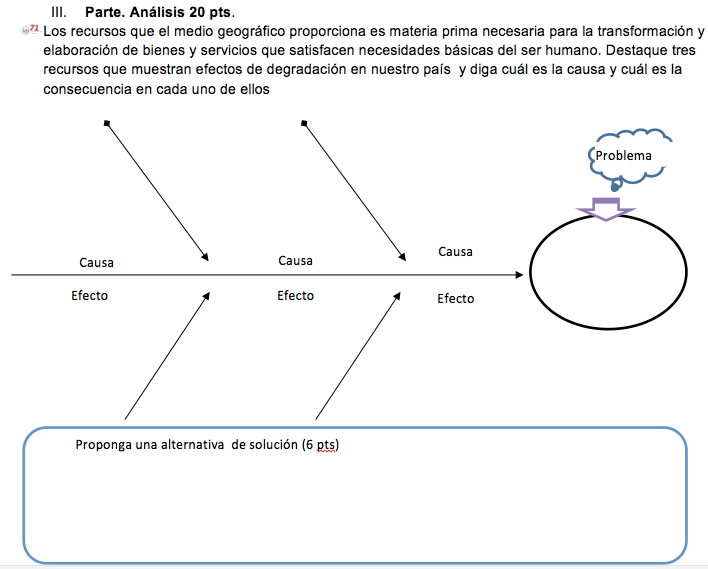 III. Parte. Análisis 20 pts.
71 Los recursos que el medio geográfico proporciona es materia prima necesaria para la transformación y
elaboración de bienes y servicios que satisfacen necesidades básicas del ser humano. Destaque tres
recursos que muestran efectos de degradación en nuestro país y diga cuál es la causa y cuál es la
consecuencia en cada uno de ellos
Problema
Causa Causa Causa
Efecto Efecto Efecto
Proponga una alternativa de solución (6 pts)